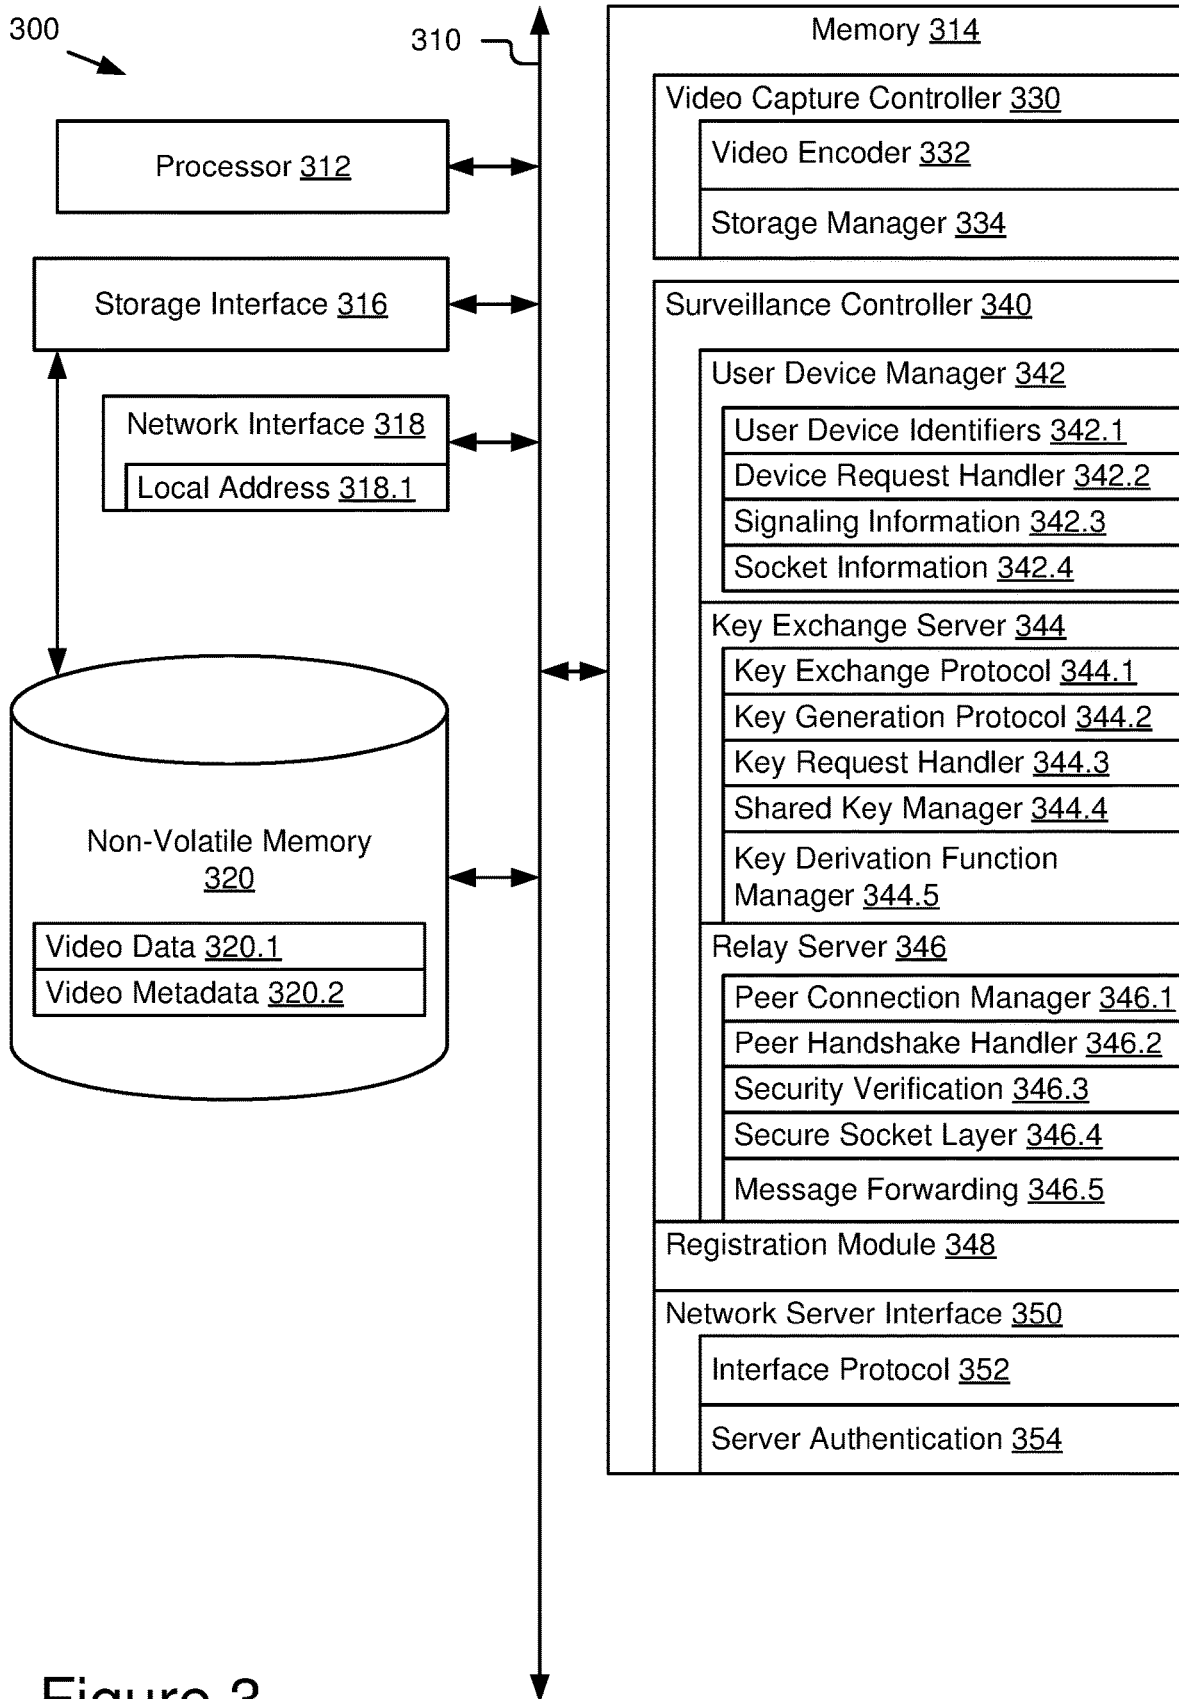 300
310
Processor 312
Storage Interface 316
Network Interface 318
Local Address 318.1
Non-Volatile Memory
320
Video Data 320.1
Video Metadata 320.2
Memory 314
Video Capture Controller 330
Video Encoder 332
Storage Manager 334
Surveillance Controller 340
User Device Manager 342
User Device Identifiers 342.1
Device Request Handler 342.2
Signaling Information 342.3
Socket Information 342.4
Key Exchange Server 344
Key Exchange Protocol 344.1
Key Generation Protocol 344.2
Key Request Handler 344.3
Shared Key Manager 344.4
Key Derivation Function
Manager 344.5
Relay Server 346
Peer Connection Manager 346.1
Peer Handshake Handler 346.2
Security Verification 346.3
Secure Socket Layer 346.4
Message Forwarding 346.5
Registration Module 348
Network Server Interface 350
Interface Protocol 352
Server Authentication 354
Figure 3